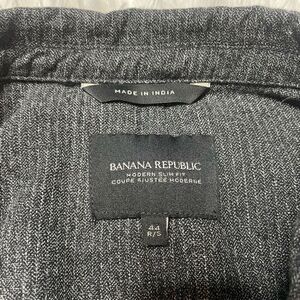 MADE IN INDIA
BANANA REPUBLIC
MODERN SLIM FIT
COUPE AJUSTÉE MODERNE
44
R/S